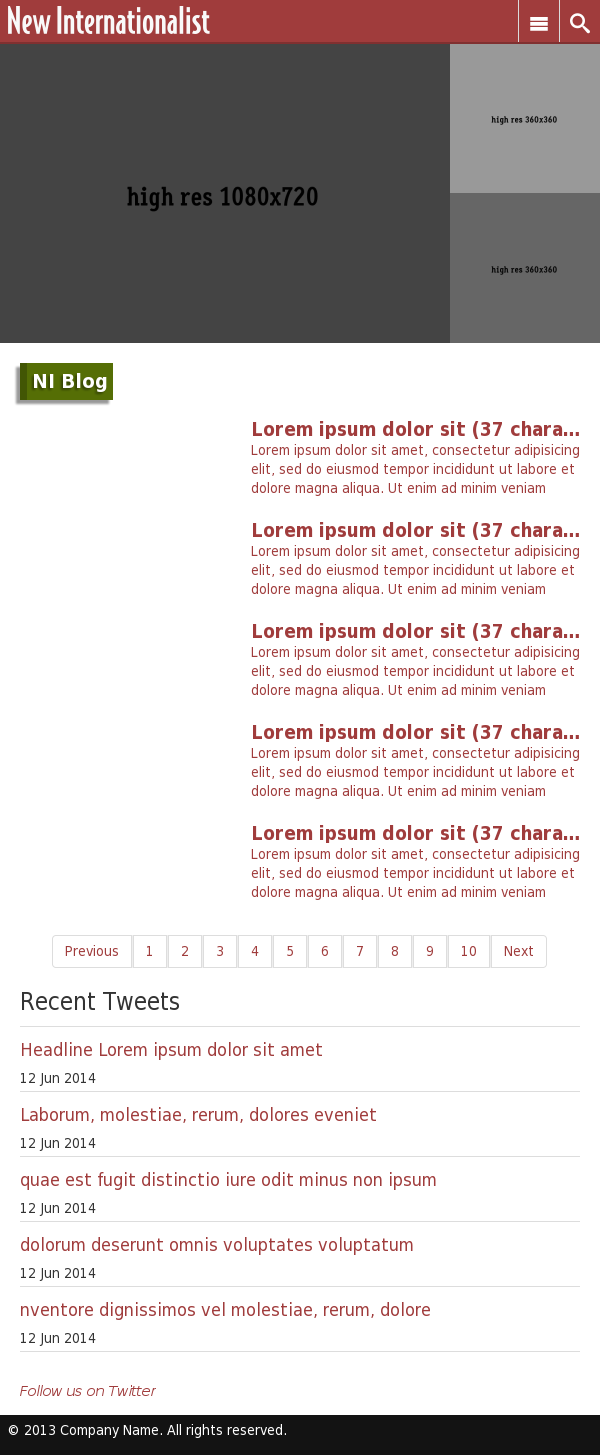 New Internationalist
high res 1080x720
high res 360x360
high res 360x360
NI Blog
Lorem ipsum dolor sit (37 chara...
Lorem ipsum dolor sit amet, consectetur adipisicing
elit, sed do eiusmod tempor incididunt ut labore et
dolore magna aliqua. Ut enim ad minim veniam
Lorem ipsum dolor sit (37 chara...
Lorem ipsum dolor sit amet, consectetur adipisicing
elit, sed do eiusmod tempor incididunt ut labore et
dolore magna aliqua. Ut enim ad minim veniam
Lorem ipsum dolor sit (37 chara...
Lorem ipsum dolor sit amet, consectetur adipisicing
elit, sed do eiusmod tempor incididunt ut labore et
dolore magna aliqua. Ut enim ad minim veniam
Lorem ipsum dolor sit (37 chara...
Lorem ipsum dolor sit amet, consectetur adipisicing
elit, sed do eiusmod tempor incididunt ut labore et
dolore magna aliqua. Ut enim ad minim veniam
Lorem ipsum dolor sit (37 chara...
Lorem ipsum dolor sit amet, consectetur adipisicing
elit, sed do eiusmod tempor incididunt ut labore et
dolore magna aliqua. Ut enim ad minim veniam
Previous 1 2 3 4 5 6 7 8 9 10 Next
Recent Tweets
Headline Lorem ipsum dolor sit amet
12 Jun 2014
Laborum, molestiae, rerum, dolores eveniet
12 Jun 2014
quae est fugit distinctio iure odit minus non ipsum
12 Jun 2014
dolorum deserunt omnis voluptates voluptatum
12 Jun 2014
nventore dignissimos vel molestiae, rerum, dolore
12 Jun 2014
Follow us on Twitter
© 2013 Company Name. All rights reserved.